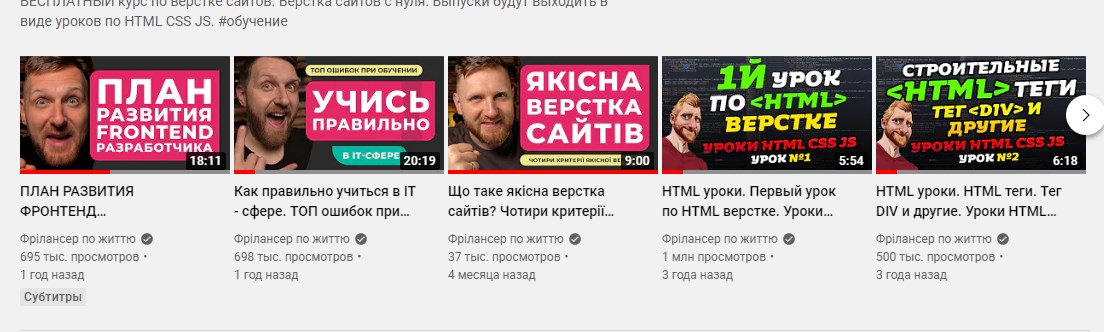 БЕСПЛАТНЫЙ курс по верстке сайтов. Верстка сайтов с нуля. Выпуски будут выходить в
виде уроков по HTML CSS JS. #обучение
ПЛАН
РАЗВИТИЯ
FRONTEND
РАЗРАБОТЧИКА
18:11
ПЛАН РАЗВИТИЯ
ФРОНТЕНД...
Фрілансер по життю
695 тыс. просмотров •
1 год назад
Субтитры
ТОП ОШИБОК ПРИ ОБУЧЕНИИ
УЧИСЬ
ПРАВИЛЬНО
В IT-СФЕРЕ
20:19
Как правильно учиться в IT
- сфере. ТОП ошибок при...
Фрілансер по життю
698 тыс. просмотров •
1 год назад
ЯКІСНА
ВЕРСТКА
САЙТІВ
ЧОТИРИ КРИТЕРІЇ ЯКІСНОЇ ВЕ
9:00
Що таке якісна верстка
сайтів? Чотири критерії...
Фрілансер по життю
37 тыс. просмотров •
4 месяца назад
1Й УРОК
ПО <HTML>
ВЕРСТКЕ
УРОКИ HTML CSS JS
УРОК №1
5:54
HTML уроки. Первый урок
по HTML верстке. Уроки...
Фрілансер по життю
1 млн просмотров •
3 года назад
СТРОИТЕЛЬНЫЕ
<HTML> ТЕГИ
ТЕГ <DIV> И
ДРУГИЕ
УРОКИ HTML CSS JS
УРОК №2
6:18
HTML уроки. HTML теги. Тег
DIV и другие. Уроки HTML...
Фрілансер по життю
500 тыс. просмотров •
3 года назад